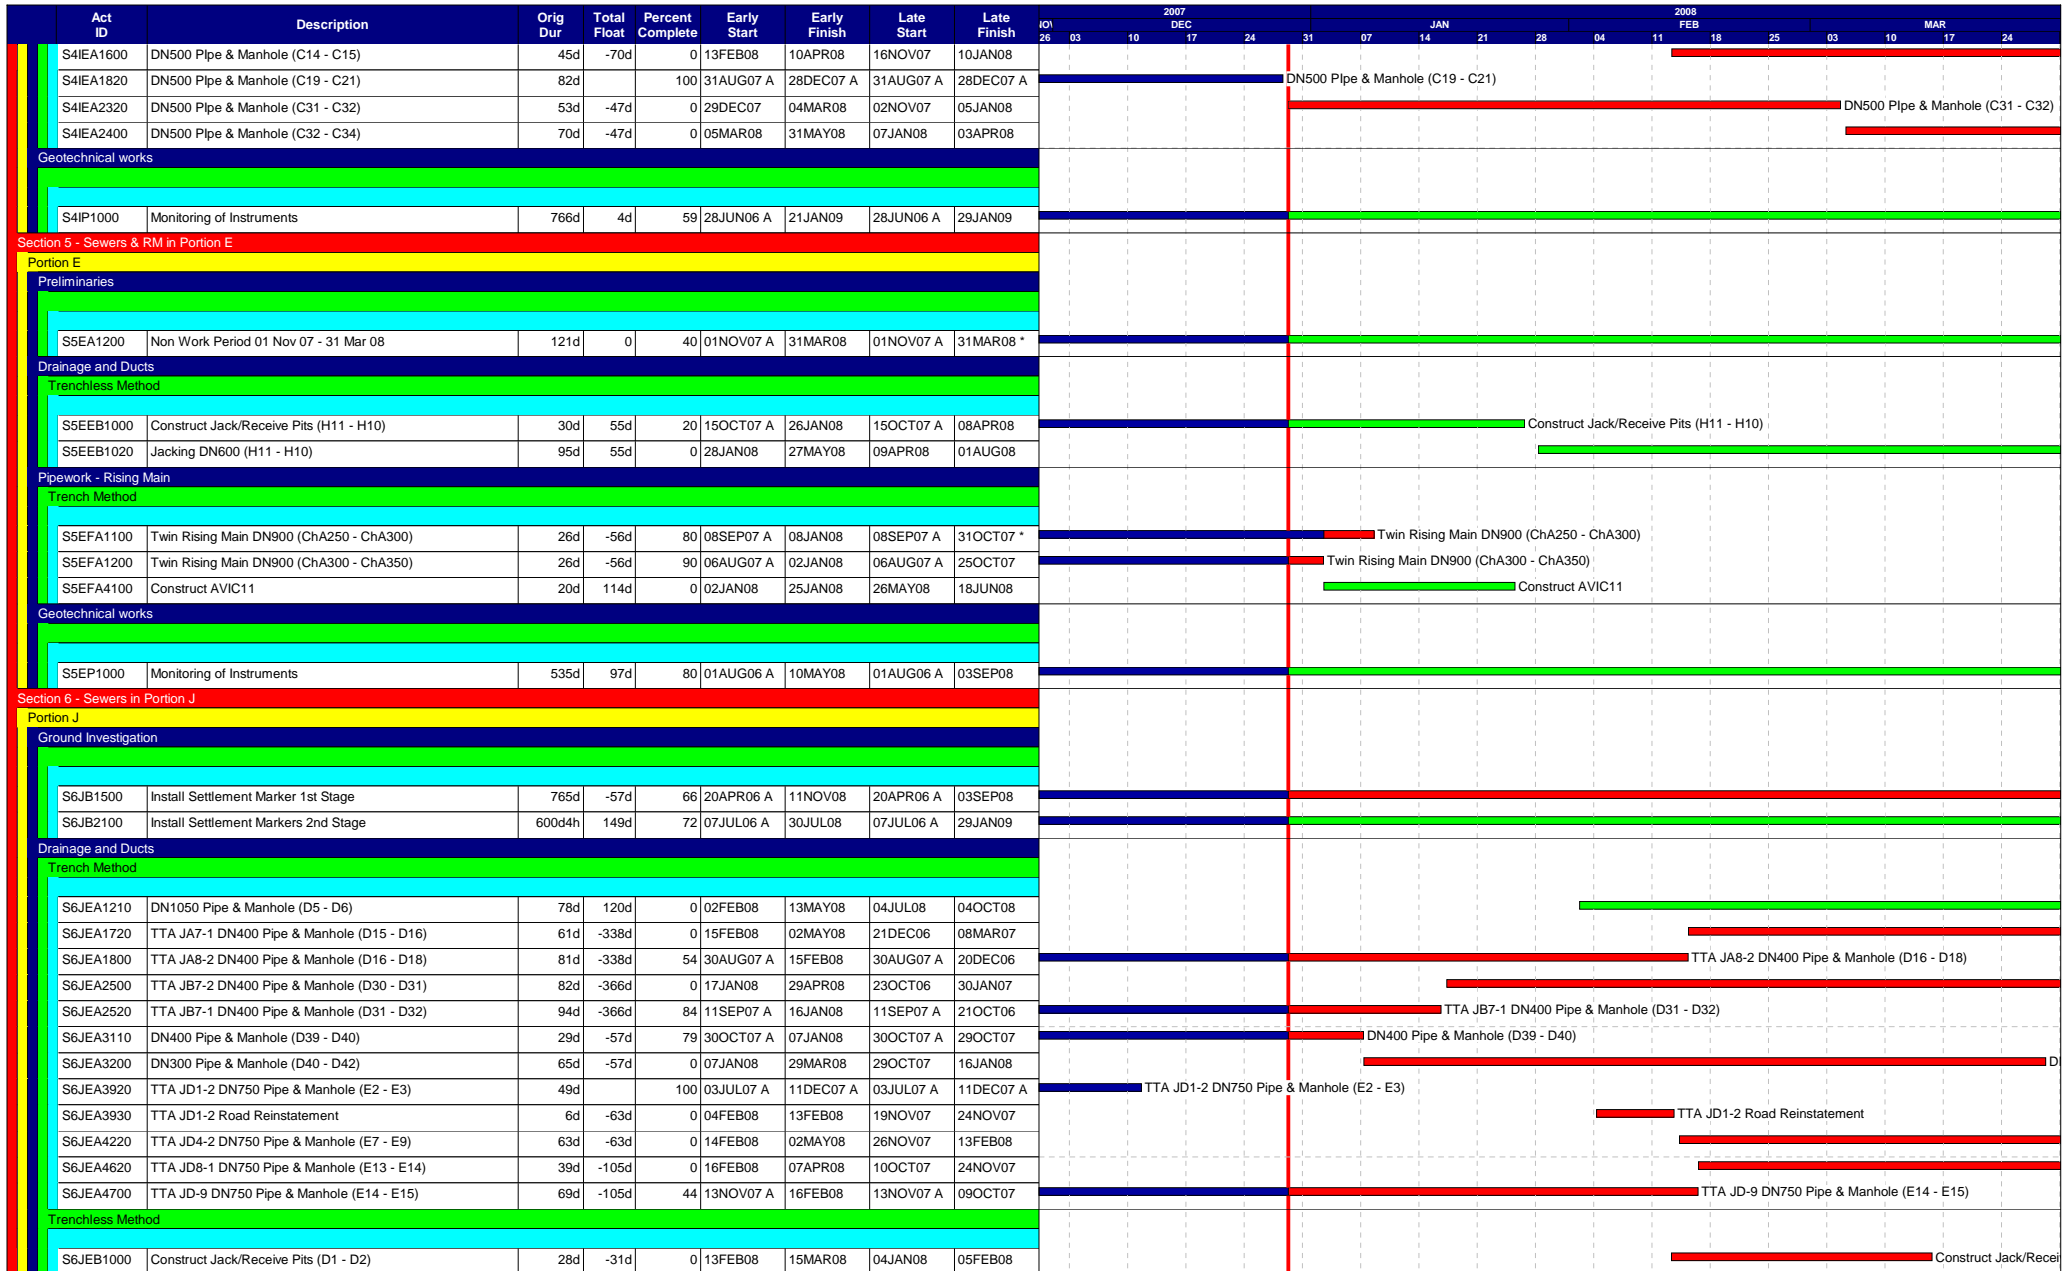 Act ID Description Orig Dur Total Float Percent Complete Early Start Early Finish Late Start Late Finish
2007 2008
NOV DEC JAN FEB MAR
26 03 10 17 24 31 07 14 21 28 04 11 18 25 03 10 17 24
S4IEA1600 DN500 PIpe & Manhole (C14 - C15) 45d -70d 0 13FEB08 10APR08 16NOV07 10JAN08
S4IEA1820 DN500 PIpe & Manhole (C19 - C21) 82d 100 31AUG07 A 28DEC07 A 31AUG07 A 28DEC07 A DN500 PIpe & Manhole (C19 - C21)
S4IEA2320 DN500 PIpe & Manhole (C31 - C32) 53d -47d 0 29DEC07 04MAR08 02NOV07 05JAN08 DN500 PIpe & Manhole (C31 - C32)
S4IEA2400 DN500 PIpe & Manhole (C32 - C34) 70d -47d 0 05MAR08 31MAY08 07JAN08 03APR08
Geotechnical works
S4IP1000 Monitoring of Instruments 766d 4d 59 28JUN06 A 21JAN09 28JUN06 A 29JAN09
Section 5 - Sewers & RM in Portion E
Portion E
Preliminaries
S5EA1200 Non Work Period 01 Nov 07 - 31 Mar 08 121d 0 40 01NOV07 A 31MAR08 01NOV07 A 31MAR08 *
Drainage and Ducts
Trenchless Method
S5EEB1000 Construct Jack/Receive Pits (H11 - H10) 30d 55d 20 15OCT07 A 26JAN08 15OCT07 A 08APR08 Construct Jack/Receive Pits (H11 - H10)
S5EEB1020 Jacking DN600 (H11 - H10) 95d 55d 0 28JAN08 27MAY08 09APR08 01AUG08
Pipework - Rising Main
Trench Method
S5EFA1100 Twin Rising Main DN900 (ChA250 - ChA300) 26d -56d 80 08SEP07 A 08JAN08 08SEP07 A 31OCT07 * Twin Rising Main DN900 (ChA250 - ChA300)
S5EFA1200 Twin Rising Main DN900 (ChA300 - ChA350) 26d -56d 90 06AUG07 A 02JAN08 06AUG07 A 25OCT07 Twin Rising Main DN900 (ChA300 - ChA350)
S5EFA4100 Construct AVIC11 20d 114d 0 02JAN08 25JAN08 26MAY08 18JUN08 Construct AVIC11
Geotechnical works
S5EP1000 Monitoring of Instruments 535d 97d 80 01AUG06 A 10MAY08 01AUG06 A 03SEP08
Section 6 - Sewers in Portion J
Portion J
Ground Investigation
S6JB1500 Install Settlement Marker 1st Stage 765d -57d 66 20APR06 A 11NOV08 20APR06 A 03SEP08
S6JB2100 Install Settlement Markers 2nd Stage 600d4h 149d 72 07JUL06 A 30JUL08 07JUL06 A 29JAN09
Drainage and Ducts
Trench Method
S6JEA1210 DN1050 Pipe & Manhole (D5 - D6) 78d 120d 0 02FEB08 13MAY08 04JUL08 04OCT08
S6JEA1720 TTA JA7-1 DN400 Pipe & Manhole (D15 - D16) 61d -338d 0 15FEB08 02MAY08 21DEC06 08MAR07
S6JEA1800 TTA JA8-2 DN400 Pipe & Manhole (D16 - D18) 81d -338d 54 30AUG07 A 15FEB08 30AUG07 A 20DEC06 TTA JA8-2 DN400 Pipe & Manhole (D16 - D18)
S6JEA2500 TTA JB7-2 DN400 Pipe & Manhole (D30 - D31) 82d -366d 0 17JAN08 29APR08 23OCT06 30JAN07
S6JEA2520 TTA JB7-1 DN400 Pipe & Manhole (D31 - D32) 94d -366d 84 11SEP07 A 16JAN08 11SEP07 A 21OCT06 TTA JB7-1 DN400 Pipe & Manhole (D31 - D32)
S6JEA3110 DN400 Pipe & Manhole (D39 - D40) 29d -57d 79 30OCT07 A 07JAN08 30OCT07 A 29OCT07 DN400 Pipe & Manhole (D39 - D40)
S6JEA3200 DN300 Pipe & Manhole (D40 - D42) 65d -57d 0 07JAN08 29MAR08 29OCT07 16JAN08 D
S6JEA3920 TTA JD1-2 DN750 Pipe & Manhole (E2 - E3) 49d 100 03JUL07 A 11DEC07 A 03JUL07 A 11DEC07 A TTA JD1-2 DN750 Pipe & Manhole (E2 - E3)
S6JEA3930 TTA JD1-2 Road Reinstatement 6d -63d 0 04FEB08 13FEB08 19NOV07 24NOV07 TTA JD1-2 Road Reinstatement
S6JEA4220 TTA JD4-2 DN750 Pipe & Manhole (E7 - E9) 63d -63d 0 14FEB08 02MAY08 26NOV07 13FEB08
S6JEA4620 TTA JD8-1 DN750 Pipe & Manhole (E13 - E14) 39d -105d 0 16FEB08 07APR08 10OCT07 24NOV07
S6JEA4700 TTA JD-9 DN750 Pipe & Manhole (E14 - E15) 69d -105d 44 13NOV07 A 16FEB08 13NOV07 A 09OCT07 TTA JD-9 DN750 Pipe & Manhole (E14 - E15)
Trenchless Method
S6JEB1000 Construct Jack/Receive Pits (D1 - D2) 28d -31d 0 13FEB08 15MAR08 04JAN08 05FEB08 Construct Jack/Recei